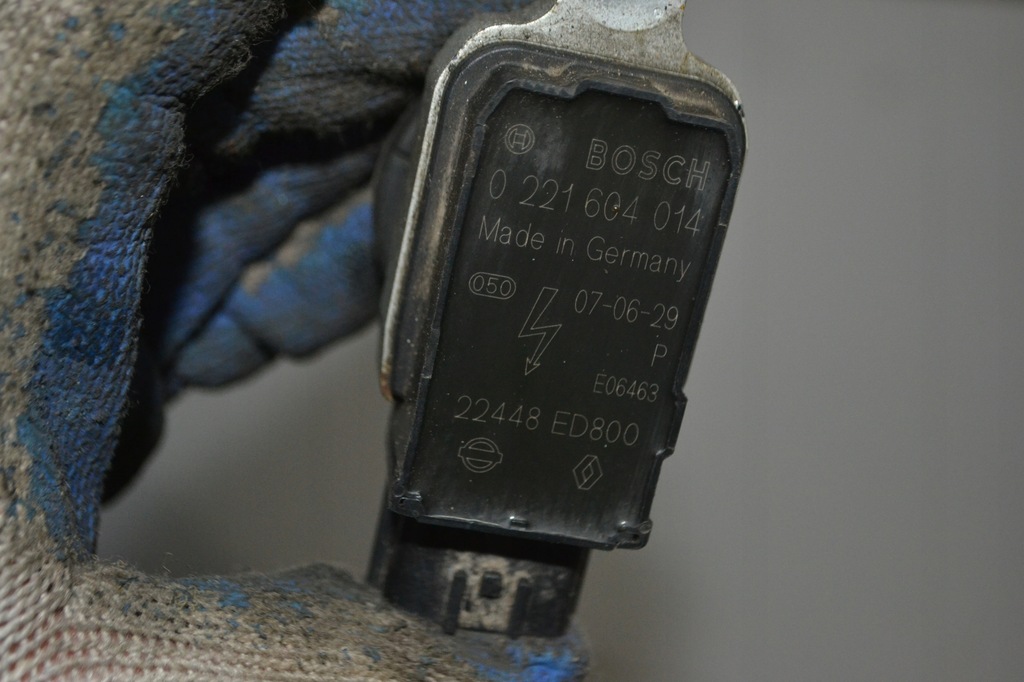 BOSCH
0 221 604 014
Made in Germany
050 07-06-29
P
E06463
22448 ED800